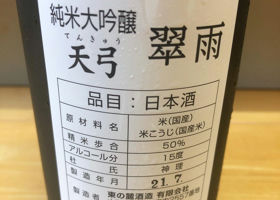 純米大吟醸
てんきゅう
天弓 翠雨
品目：日本酒
原材料名 米(国産)
米こうじ(国産米)
精米歩合 50%
アルコール分 15度
杜氏 神理
製造年月 21.7.
製造者 東の麓酒造 有限会社